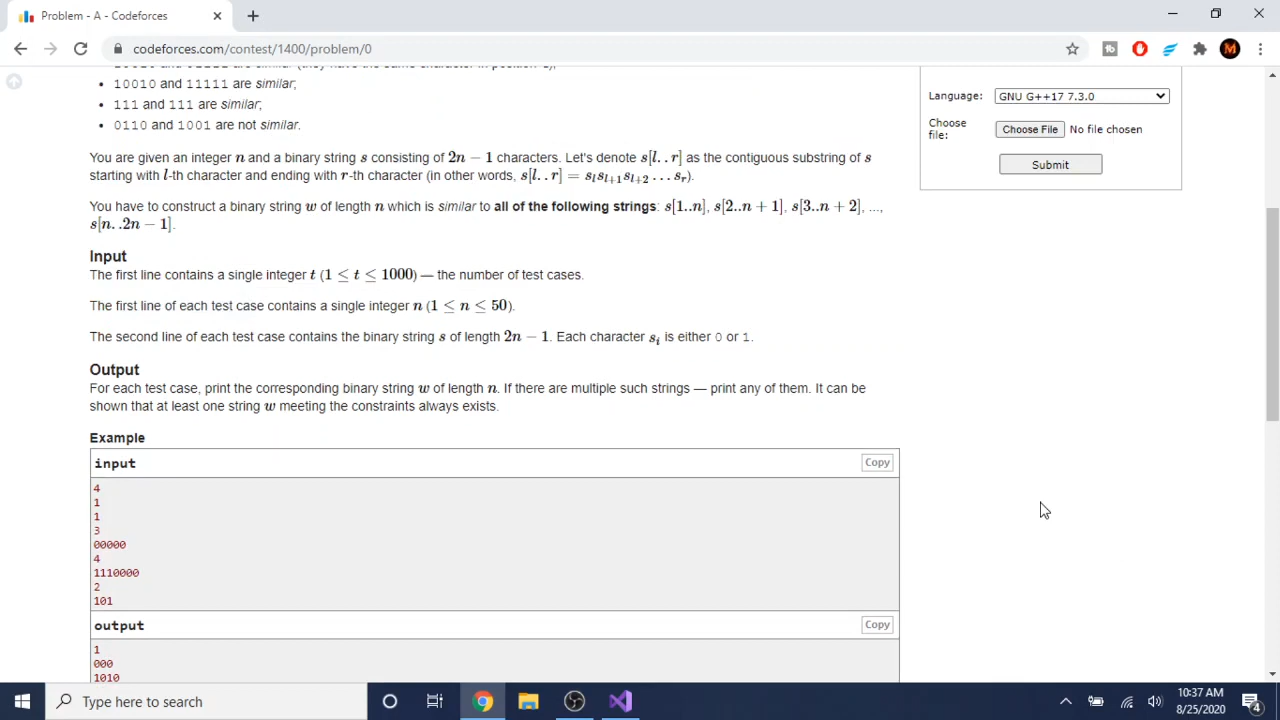 Problem - A - Codeforces
codeforces.com/contest/1400/problem/0
10010 and 11111 are similar;
111 and 111 are similar;
0110 and 1001 are not similar.
You are given an integer n and a binary string s consisting of 2n − 1 characters. Let's denote s[l..r] as the contiguous substring of s
starting with l-th character and ending with r-th character (in other words, s[l..r] = sₗsₗ₊₁sₗ₊₂…sᵣ).
You have to construct a binary string w of length n which is similar to all of the following strings: s[1..n], s[2..n + 1], s[3..n + 2], ...,
s[n..2n − 1].
Input
The first line contains a single integer t (1 ≤ t ≤ 1000) — the number of test cases.
The first line of each test case contains a single integer n (1 ≤ n ≤ 50).
The second line of each test case contains the binary string s of length 2n − 1. Each character sᵢ is either 0 or 1.
Output
For each test case, print the corresponding binary string w of length n. If there are multiple such strings — print any of them. It can be
shown that at least one string w meeting the constraints always exists.
Example
input
Copy
4
1
1
3
00000
4
1110000
2
101
output
Copy
1
000
1010
Language:
GNU G++17 7.3.0
Choose
file:
Choose File
No file chosen
Submit
M
Type here to search
10:37 AM
8/25/2020
4